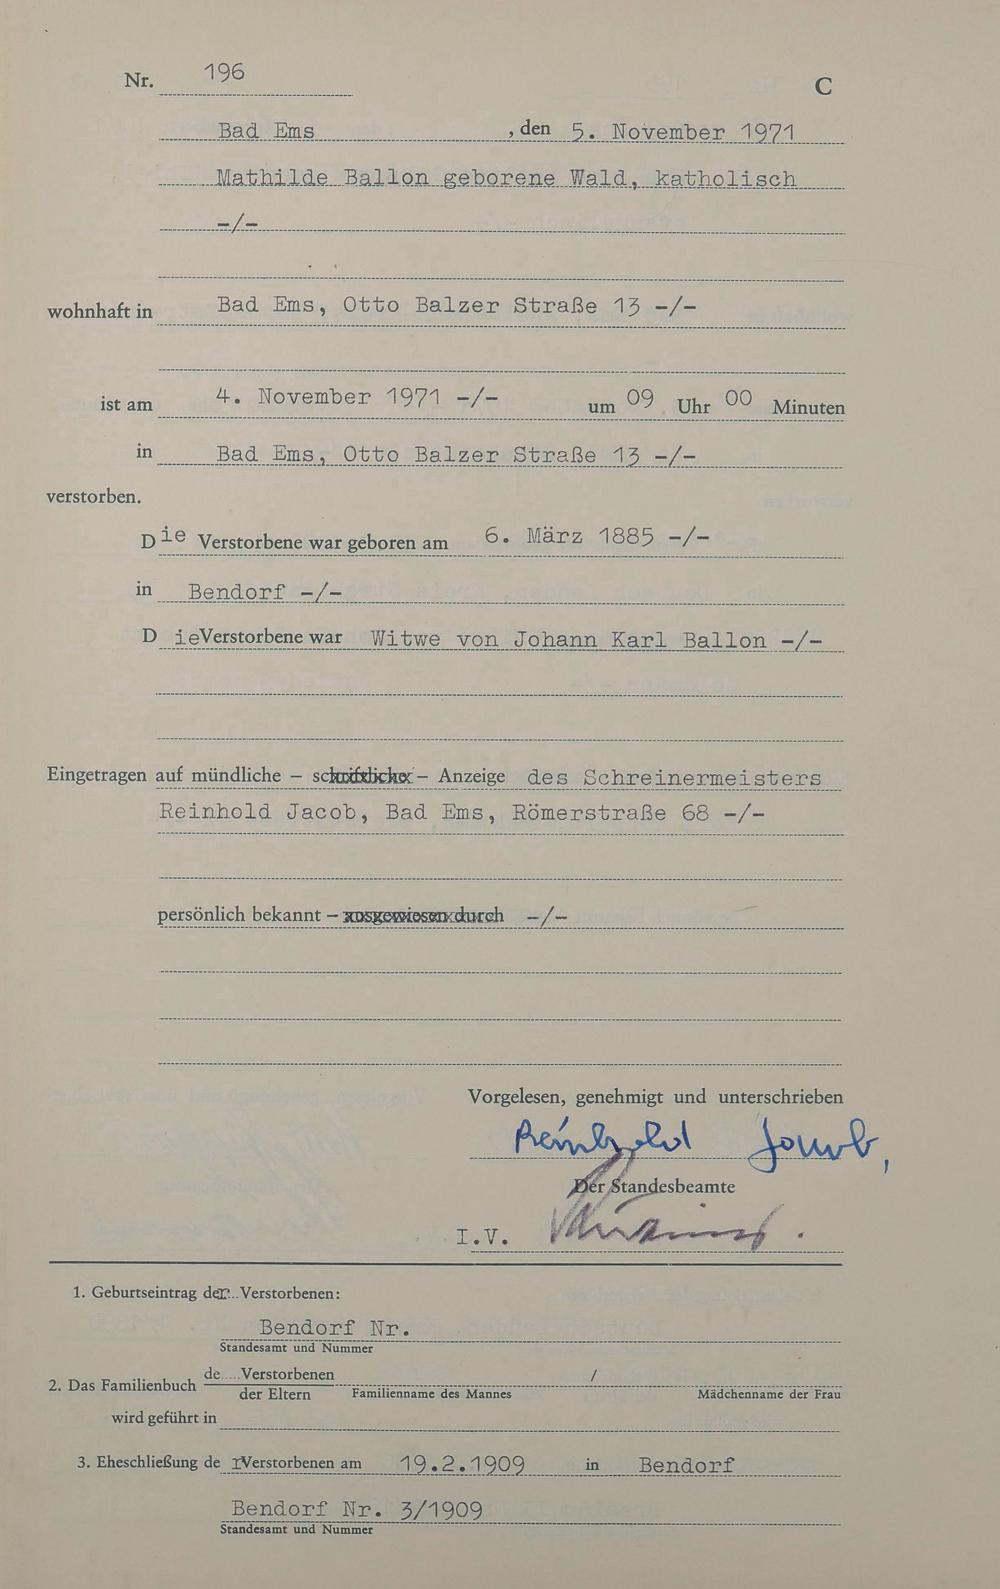 Nr. 196
C
Bad Ems , den 5. November 1971
Mathilde Ballon geborene Wald, katholisch
-/-
wohnhaft in Bad Ems, Otto Balzer Straße 13 -/-
ist am 4. November 1971 -/- um 09 Uhr 00 Minuten
in Bad Ems, Otto Balzer Straße 13 -/-
verstorben.
Die Verstorbene war geboren am 6. März 1885 -/-
in Bendorf -/-
D ie Verstorbene war Witwe von Johann Karl Ballon -/-
Eingetragen auf mündliche – schriftliche – Anzeige des Schreinermeisters
Reinhold Jacob, Bad Ems, Römerstraße 68 -/-
persönlich bekannt – ausgewiesen durch -/-
Vorgelesen, genehmigt und unterschrieben
Reinhold Jacob,
Der Standesbeamte
I.V.
1. Geburtseintrag der Verstorbenen:
Bendorf Nr.
Standesamt und Nummer
2. Das Familienbuch de Verstorbenen /
der Eltern Familienname des Mannes Mädchenname der Frau
wird geführt in
3. Eheschließung de r Verstorbenen am 19.2.1909 in Bendorf
Bendorf Nr. 3/1909
Standesamt und Nummer